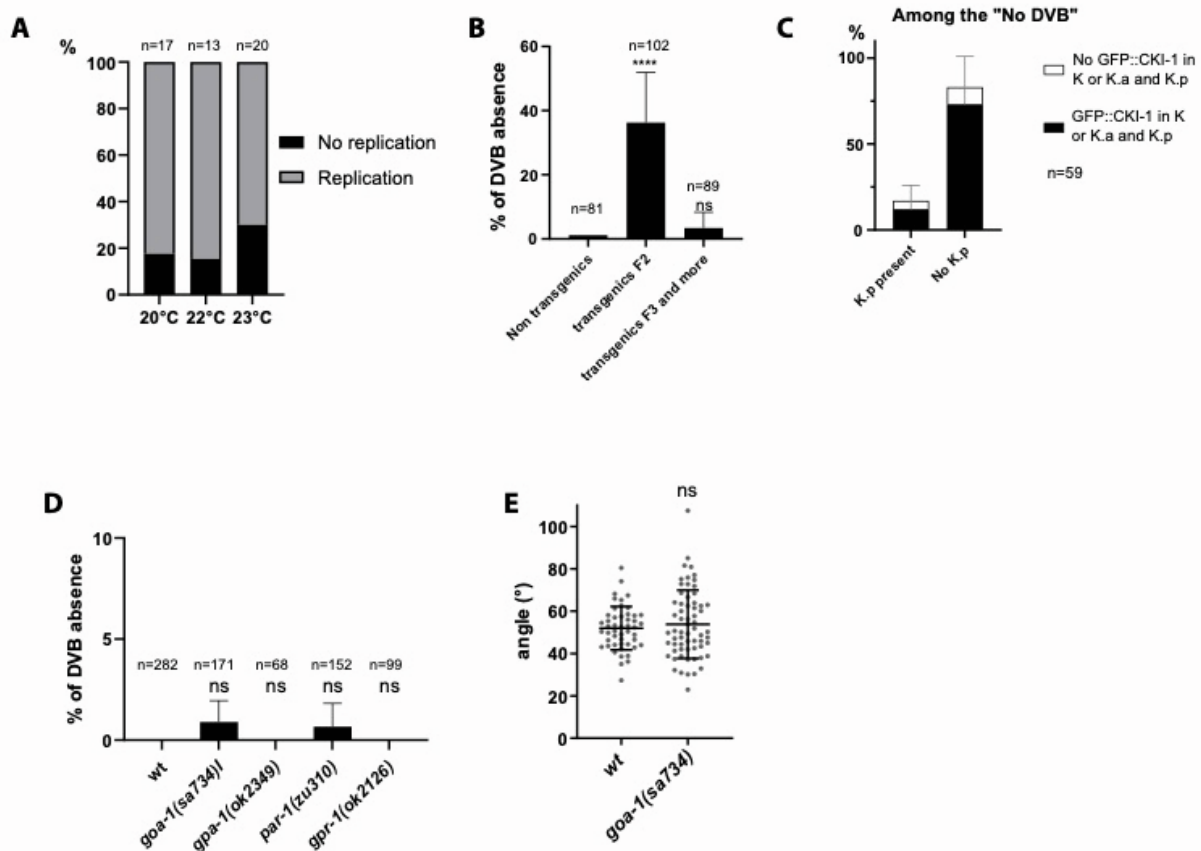 A
%
n=17 n=13 n=20
100
80
60
40
20
0
20°C 22°C 23°C
No replication
Replication
B
% of DVB absence
60
40
20
0
n=81
n=102
****
n=89
ns
Non transgenics
transgenics F2
transgenics F3 and more
C
Among the "No DVB"
%
100
50
0
K.p present
No K.p
No GFP::CKI-1 in
K or K.a and K.p
GFP::CKI-1 in K
or K.a and K.p
n=59
D
% of DVB absence
10
5
0
n=282 n=171 n=68 n=152 n=99
ns ns ns ns
wt
goa-1(sa734)I
gpa-1(ok2349)
par-1(zu310)
gpr-1(ok2126)
E
ns
angle (°)
100
80
60
40
20
0
wt
goa-1(sa734)